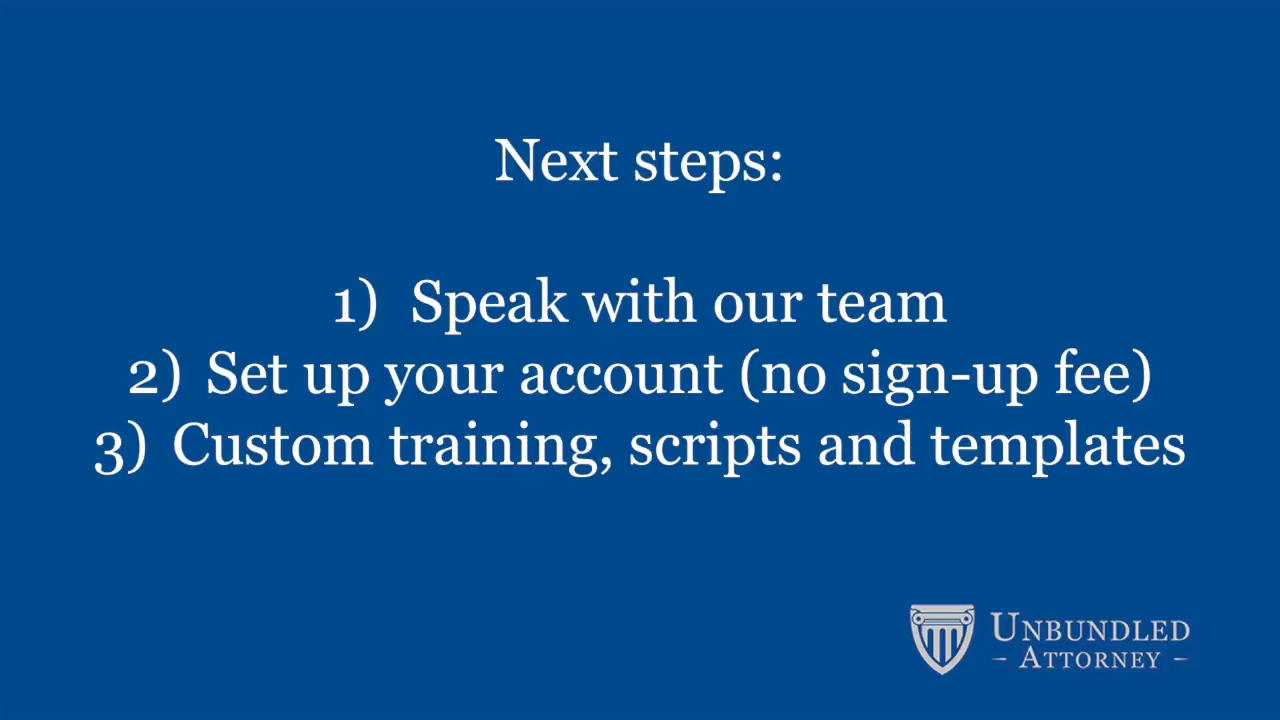 Next steps:
1) Speak with our team
2) Set up your account (no sign-up fee)
3) Custom training, scripts and templates
UNBUNDLED
- ATTORNEY -